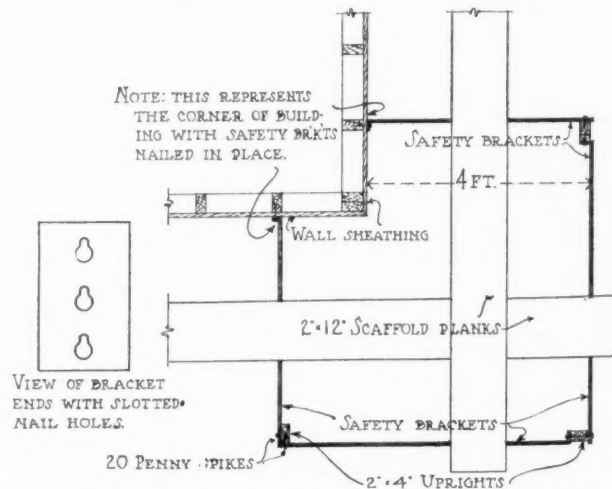 NOTE: THIS REPRESENTS
THE CORNER OF BUILD-
ING WITH SAFETY BR'K'TS
NAILED IN PLACE.
SAFETY BRACKETS
4 FT.
WALL SHEATHING
2"×12" SCAFFOLD PLANKS
VIEW OF BRACKET
ENDS WITH SLOTTED
NAIL HOLES.
SAFETY BRACKETS
20 PENNY SPIKES
2"×4" UPRIGHTS